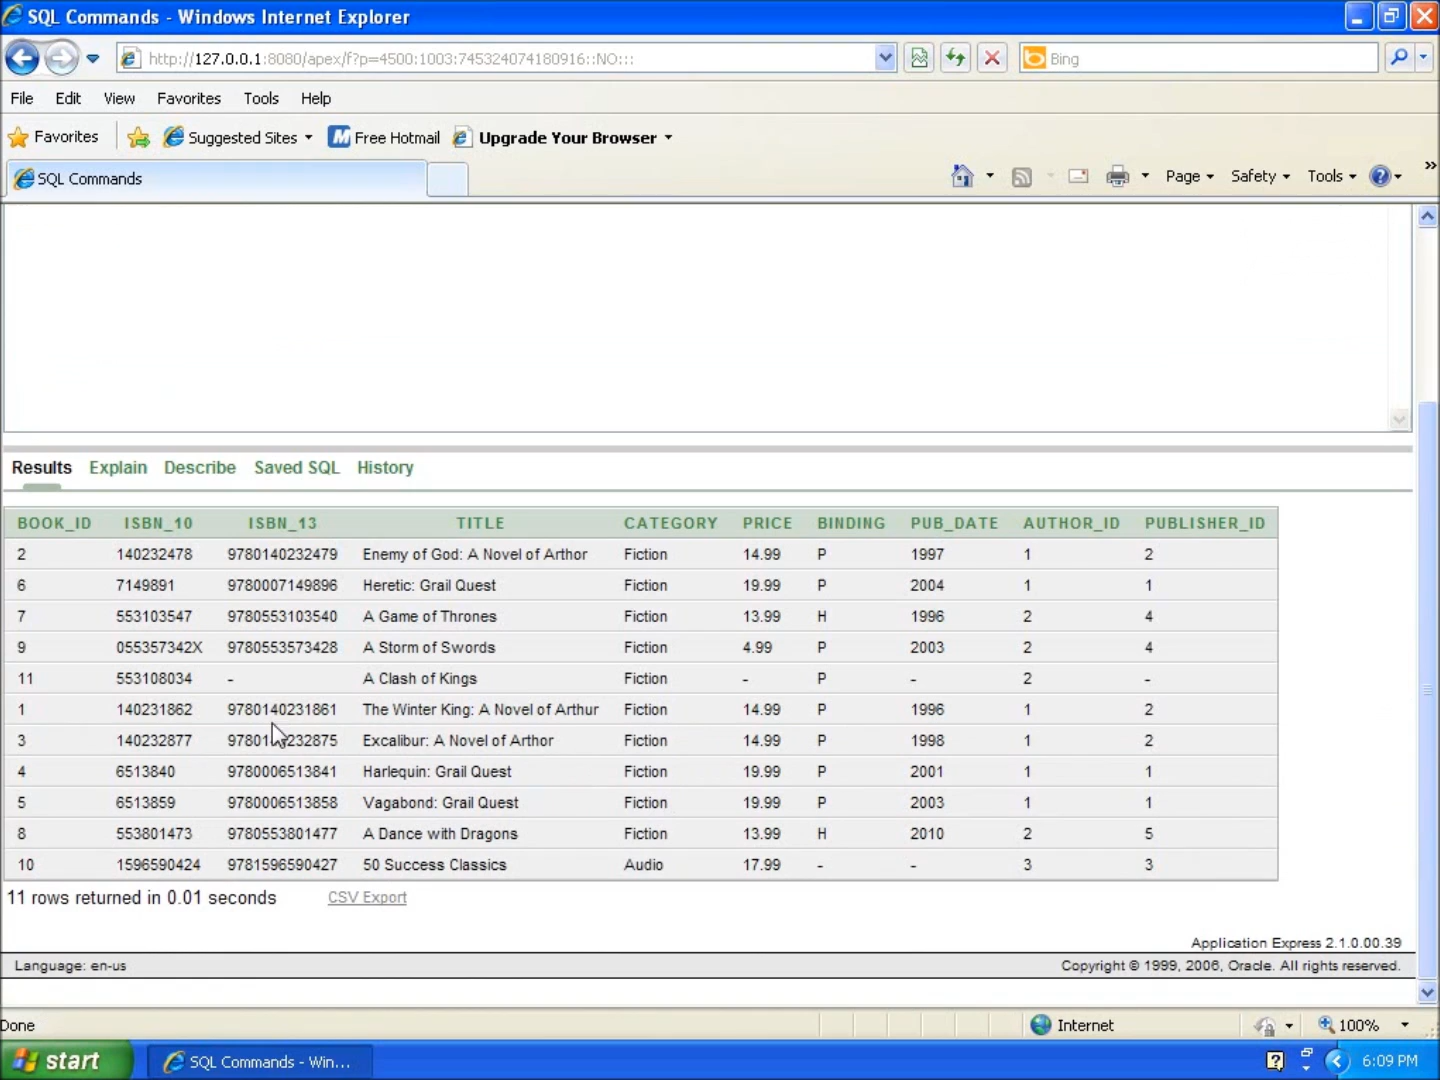 SQL Commands - Windows Internet Explorer
http://127.0.0.1:8080/apex/f?p=4500:1003:745324074180916::NO:::
Bing
File Edit View Favorites Tools Help
Favorites Suggested Sites Free Hotmail Upgrade Your Browser
SQL Commands
Page Safety Tools
Results Explain Describe Saved SQL History
BOOK_ID ISBN_10 ISBN_13 TITLE CATEGORY PRICE BINDING PUB_DATE AUTHOR_ID PUBLISHER_ID
2 140232478 9780140232479 Enemy of God: A Novel of Arthor Fiction 14.99 P 1997 1 2
6 7149891 9780007149896 Heretic: Grail Quest Fiction 19.99 P 2004 1 1
7 553103547 9780553103540 A Game of Thrones Fiction 13.99 H 1996 2 4
9 055357342X 9780553573428 A Storm of Swords Fiction 4.99 P 2003 2 4
11 553108034 - A Clash of Kings Fiction - P - 2 -
1 140231862 9780140231861 The Winter King: A Novel of Arthur Fiction 14.99 P 1996 1 2
3 140232877 Excalibur: A Novel of Arthor Fiction 14.99 P 1998 1 2
4 6513840 9780006513841 Harlequin: Grail Quest Fiction 19.99 P 2001 1 1
5 6513859 9780006513858 Vagabond: Grail Quest Fiction 19.99 P 2003 1 1
8 553801473 9780553801477 A Dance with Dragons Fiction 13.99 H 2010 2 5
10 1596590424 9781596590427 50 Success Classics Audio 17.99 - - 3 3
11 rows returned in 0.01 seconds CSV Export
Application Express 2.1.0.00.39
Language: en-us Copyright © 1999, 2006, Oracle. All rights reserved.
Done Internet 100%
start SQL Commands - Win... 6:09 PM